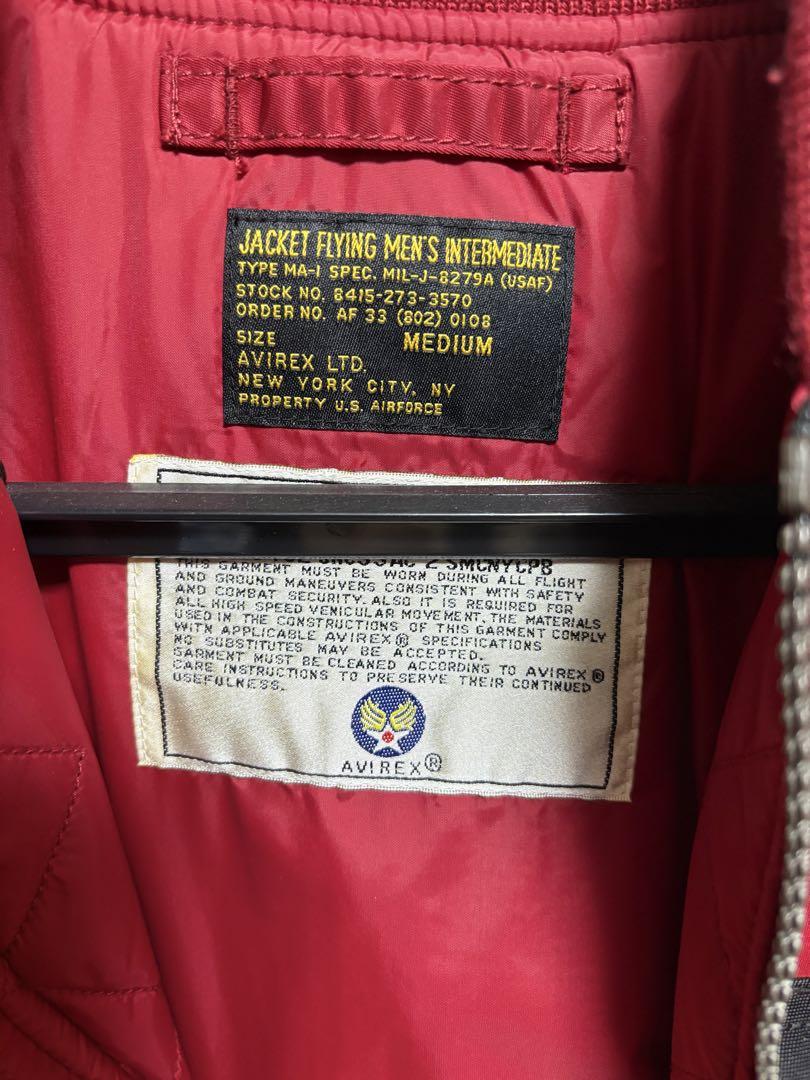 JACKET FLYING MEN'S INTERMEDIATE
TYPE MA-1 SPEC. MIL-J-8279A (USAF)
STOCK NO. 8415-273-3570
ORDER NO. AF 33 (802) 0108
SIZE MEDIUM
AVIREX LTD.
NEW YORK CITY, NY
PROPERTY U.S. AIRFORCE
2 SMCNYCPB
THIS GARMENT MUST BE WORN DURING ALL FLIGHT
AND GROUND MANEUVERS CONSISTENT WITH SAFETY
AND COMBAT SECURITY. ALSO IT IS REQUIRED FOR
ALL HIGH SPEED VENICULAR MOVEMENT. THE MATERIALS
USED IN THE CONSTRUCTIONS OF THIS GARMENT COMPLY
WITH APPLICABLE AVIREX® SPECIFICATIONS
NO SUBSTITUTES MAY BE ACCEPTED.
GARMENT MUST BE CLEANED ACCORDING TO AVIREX®
CARE INSTRUCTIONS TO PRESERVE THEIR CONTINUED
USEFULNESS.
AVIREX®